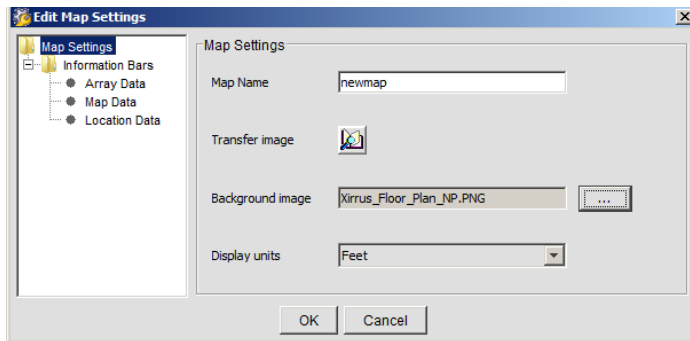 Edit Map Settings
Map Settings
Information Bars
Array Data
Map Data
Location Data
Map Settings
Map Name
newmap
Transfer image
Background image
Xirrus_Floor_Plan_NP.PNG
...
Display units
Feet
OK
Cancel